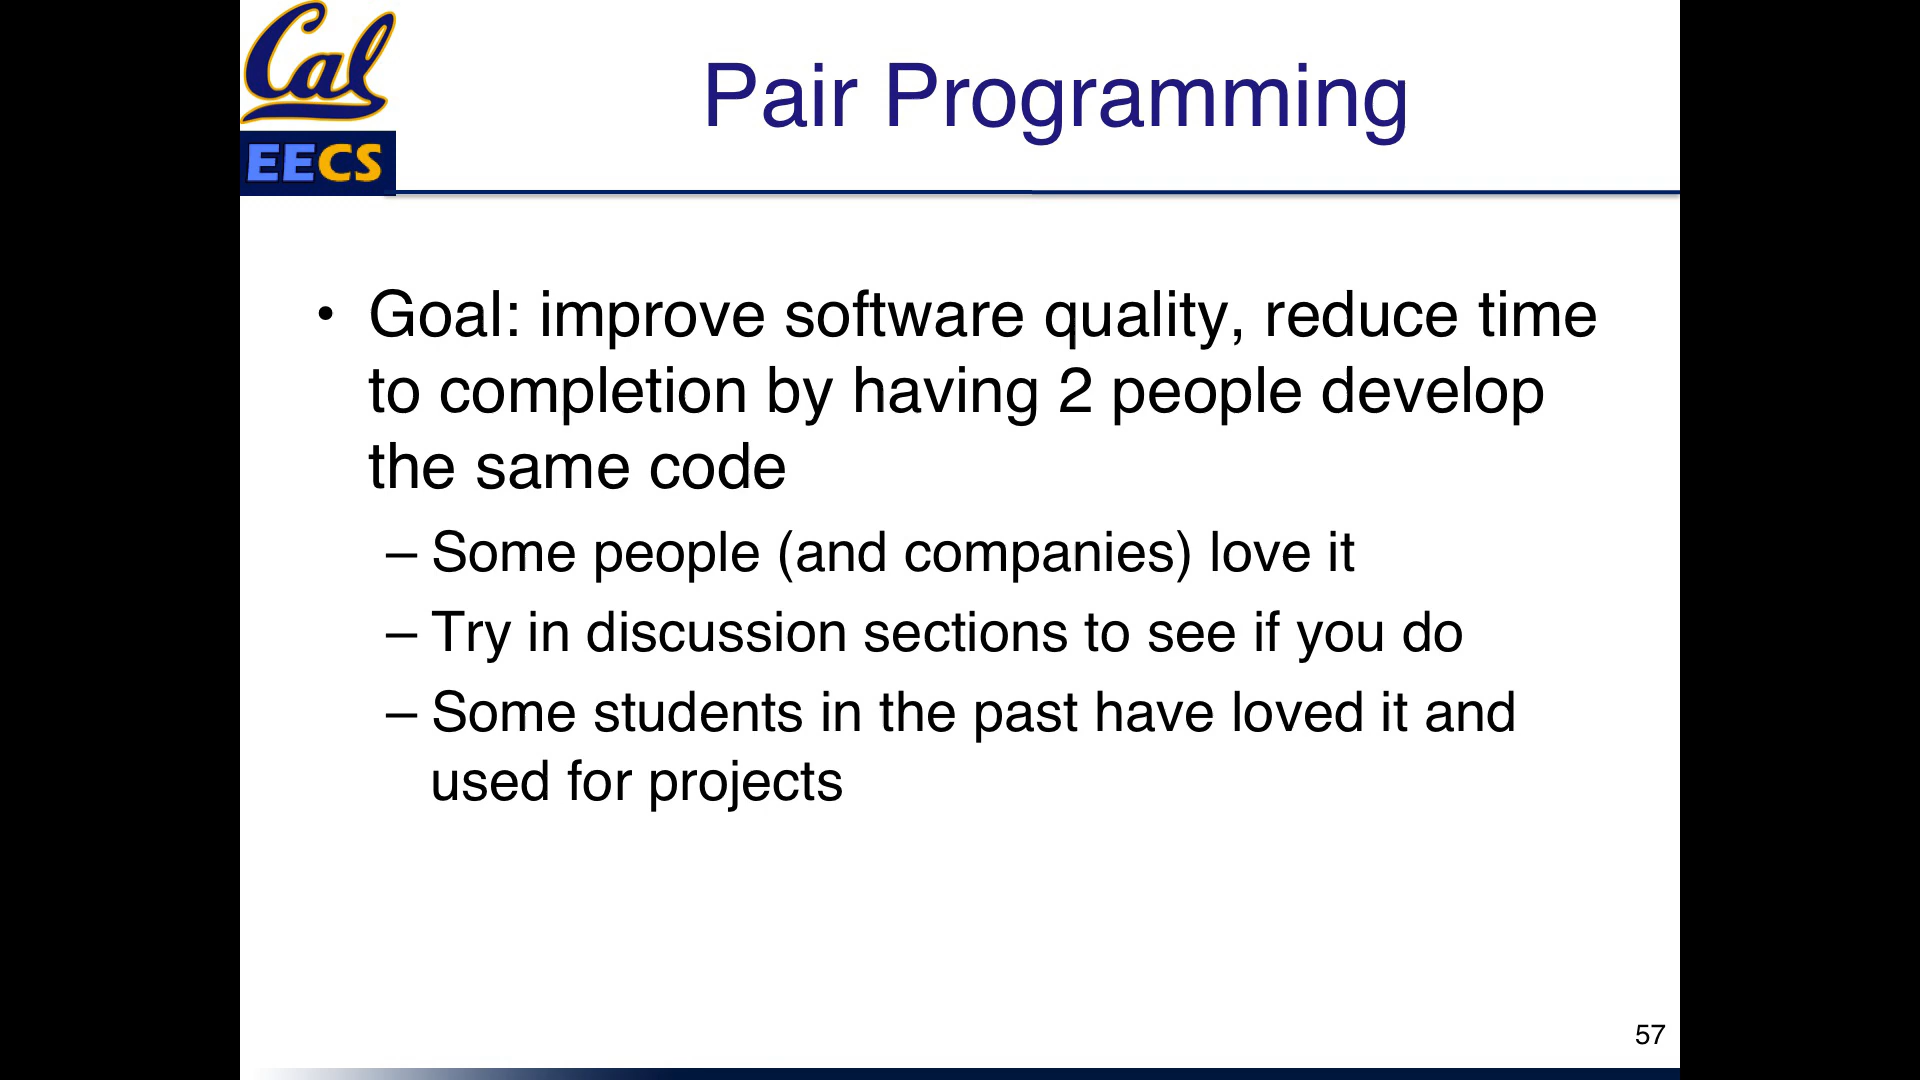 Cal
EECS
Pair Programming
• Goal: improve software quality, reduce time
to completion by having 2 people develop
the same code
– Some people (and companies) love it
– Try in discussion sections to see if you do
– Some students in the past have loved it and
used for projects
57